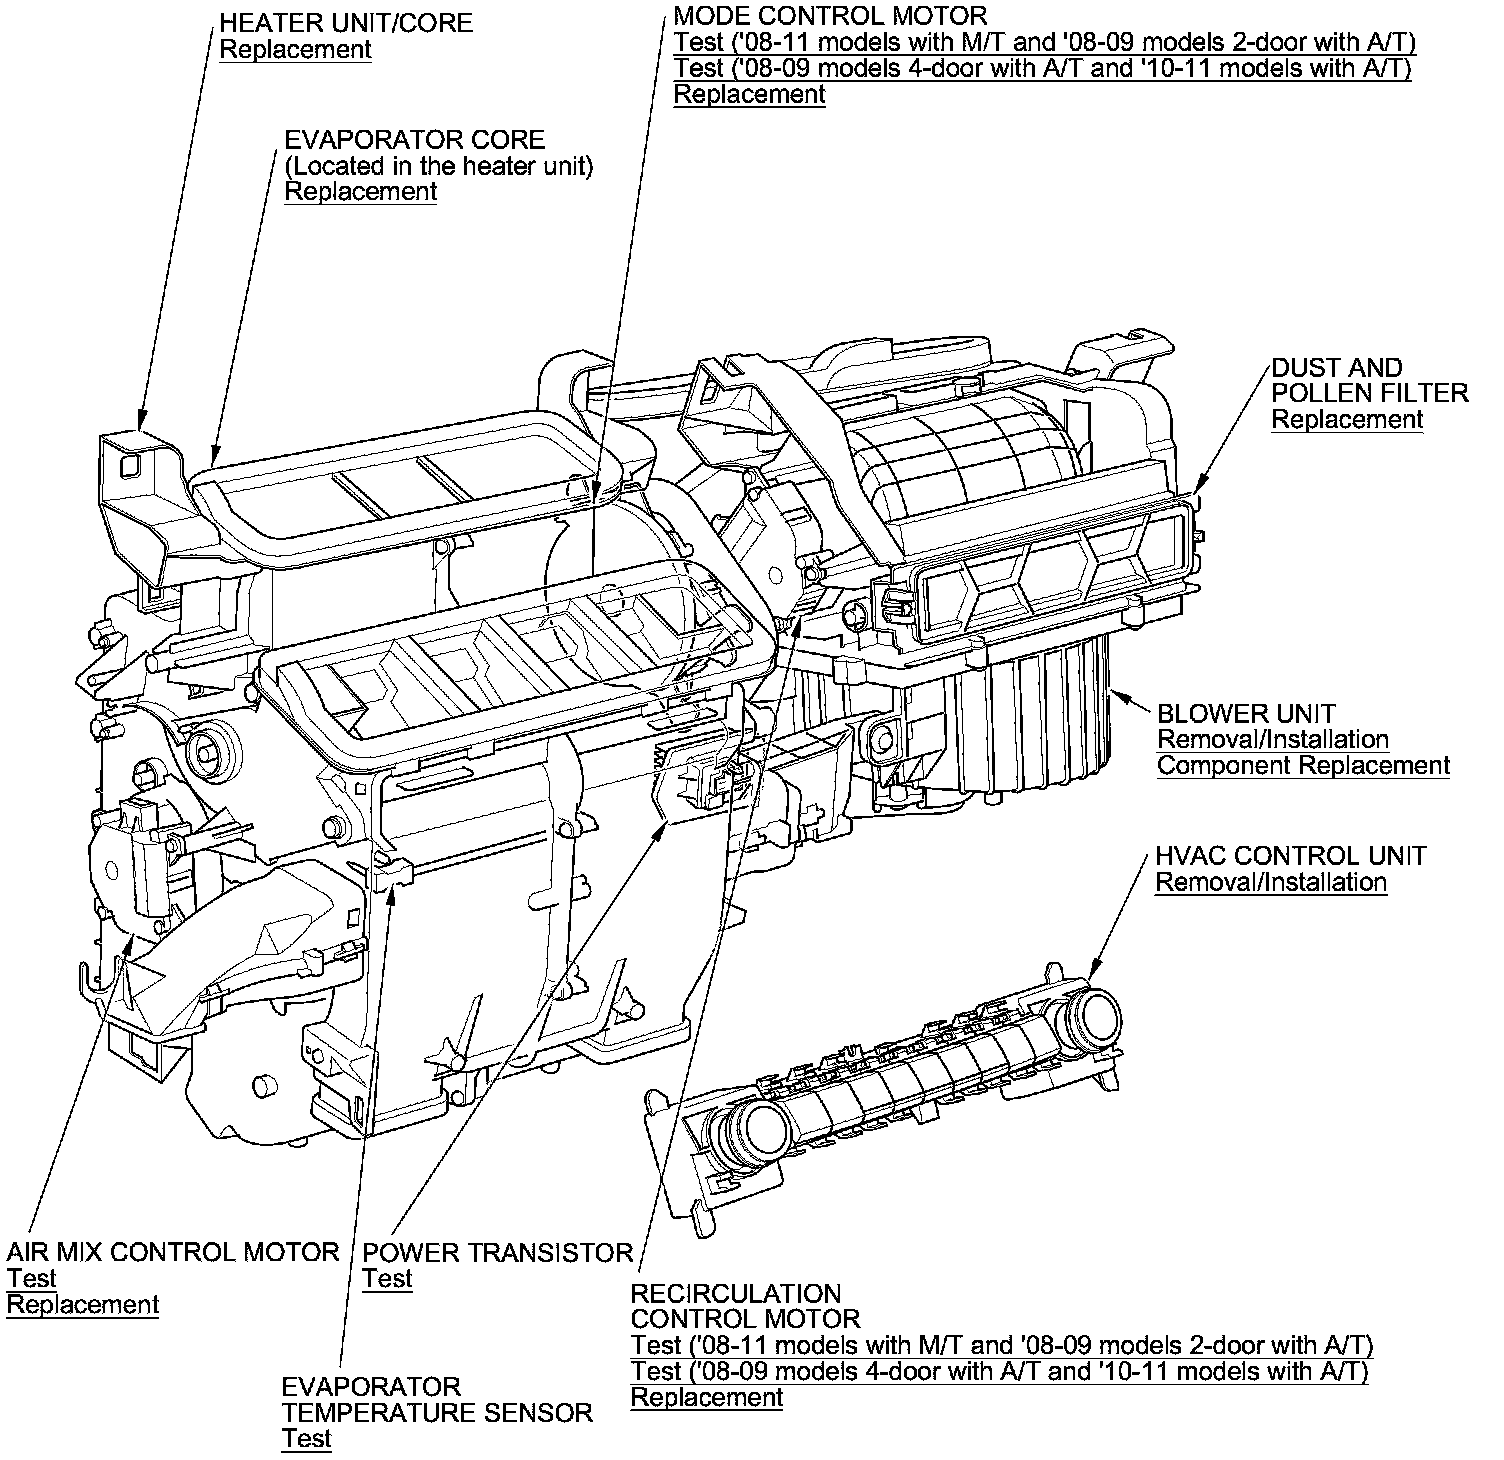 HEATER UNIT/CORE
Replacement
MODE CONTROL MOTOR
Test ('08-11 models with M/T and '08-09 models 2-door with A/T)
Test ('08-09 models 4-door with A/T and '10-11 models with A/T)
Replacement
EVAPORATOR CORE
(Located in the heater unit)
Replacement
DUST AND
POLLEN FILTER
Replacement
BLOWER UNIT
Removal/Installation
Component Replacement
HVAC CONTROL UNIT
Removal/Installation
AIR MIX CONTROL MOTOR
Test
Replacement
POWER TRANSISTOR
Test
RECIRCULATION
CONTROL MOTOR
Test ('08-11 models with M/T and '08-09 models 2-door with A/T)
Test ('08-09 models 4-door with A/T and '10-11 models with A/T)
Replacement
EVAPORATOR
TEMPERATURE SENSOR
Test